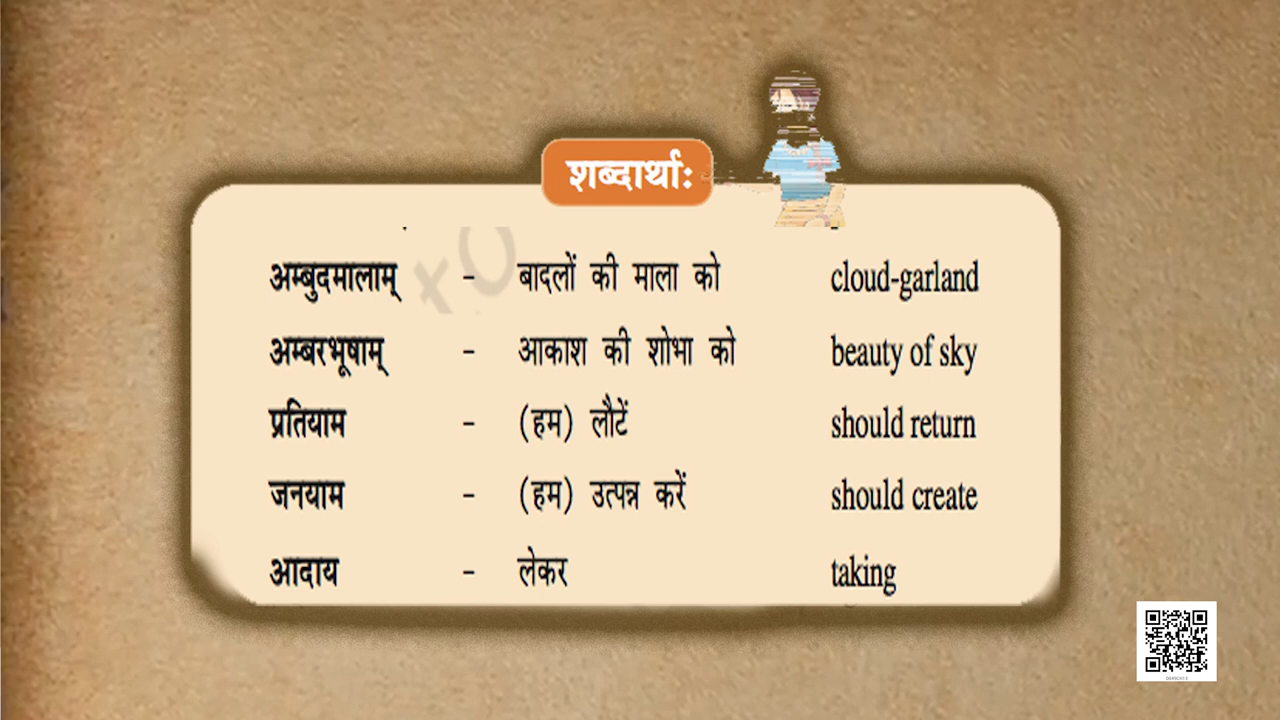 शब्दार्थाः
अम्बुदमालाम् - बादलों की माला को cloud-garland
अम्बरभूषाम् - आकाश की शोभा को beauty of sky
प्रतियाम - (हम) लौटें should return
जनयाम - (हम) उत्पन्न करें should create
आदाय - लेकर taking